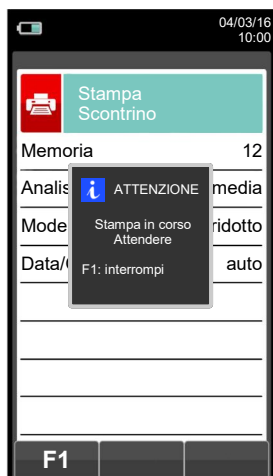 04/03/16
10:00
Stampa
Scontrino
Memoria 12
Analis media
Mode ridotto
Data/ auto
i ATTENZIONE
Stampa in corso
Attendere
F1: interrompi
F1